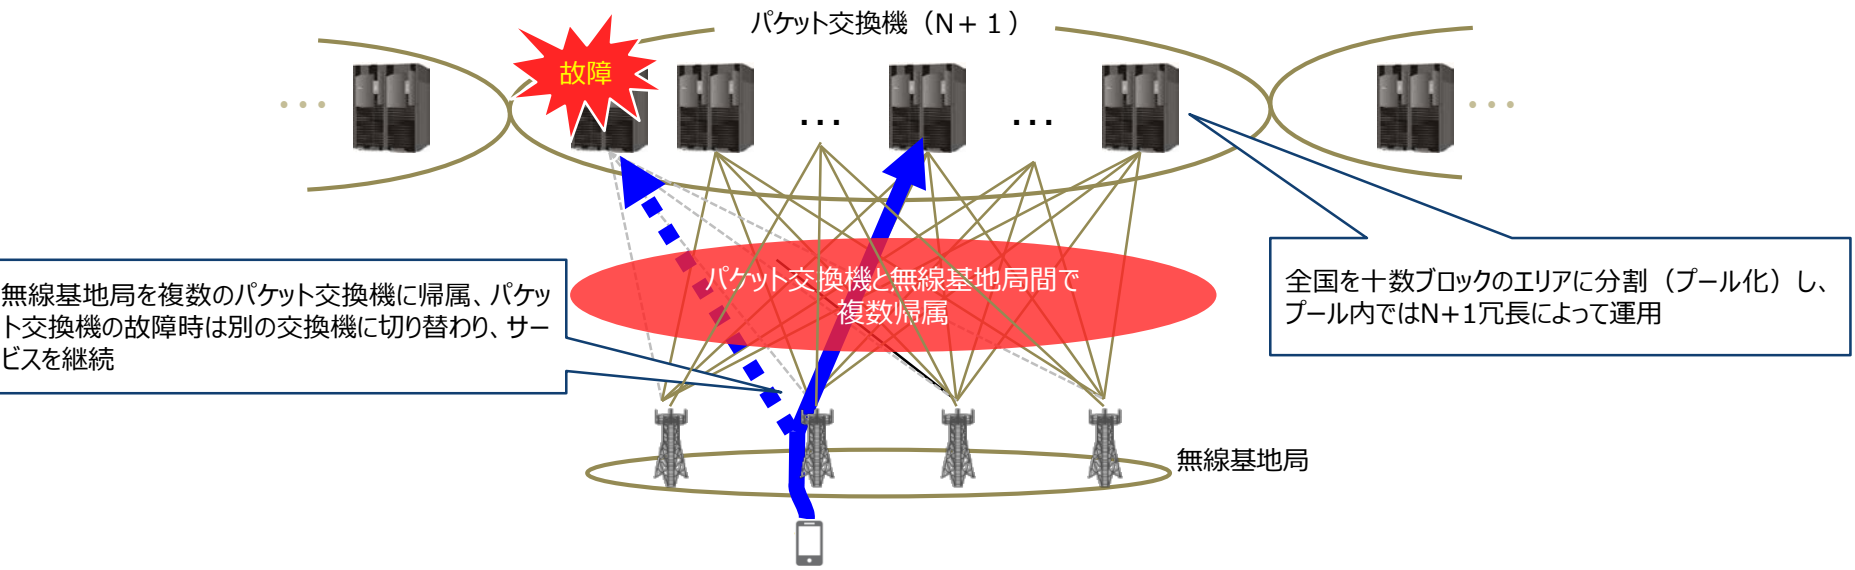 パケット交換機（N+１）
故障
・・・
・・・
・・・
・・・
パケット交換機と無線基地局間で
複数帰属
無線基地局を複数のパケット交換機に帰属、パケッ
ト交換機の故障時は別の交換機に切り替わり、サー
ビスを継続
全国を十数ブロックのエリアに分割（プール化）し、
プール内ではN+1冗長によって運用
無線基地局